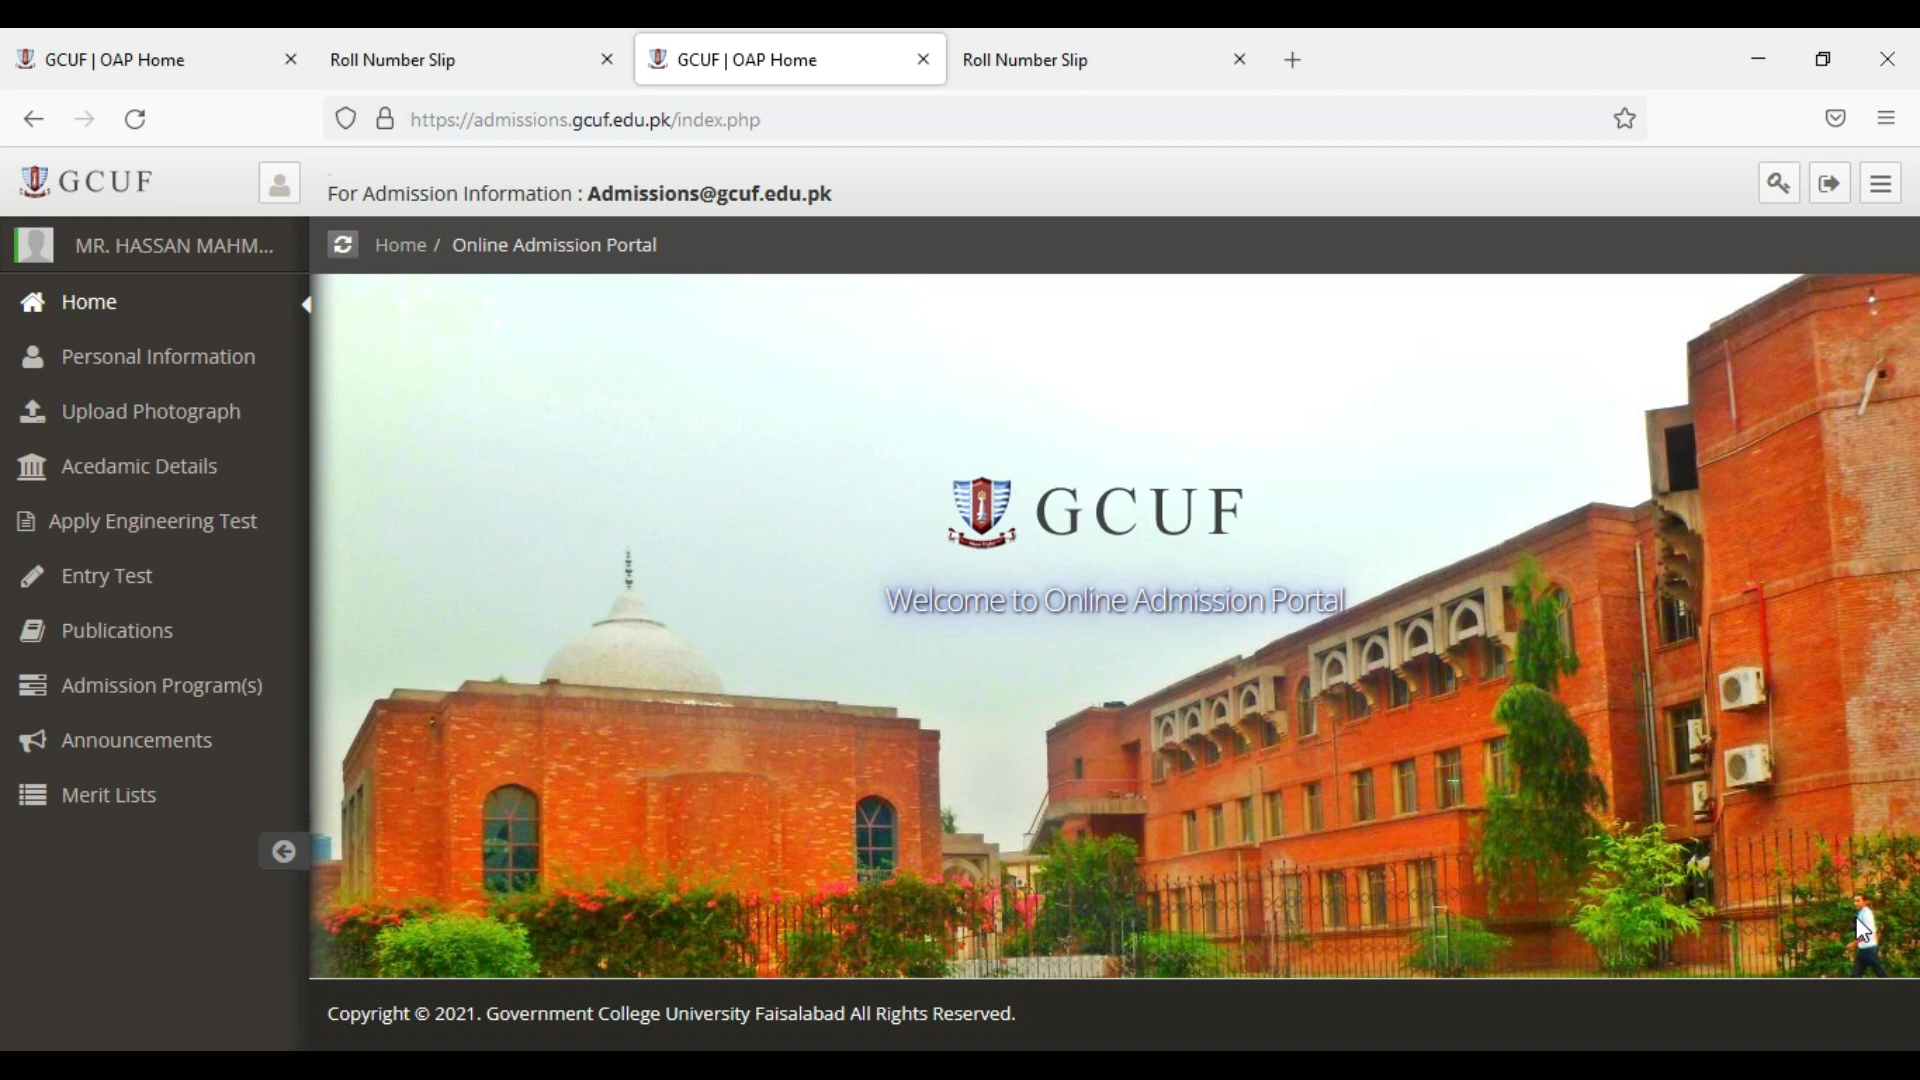 GCUF | OAP Home
Roll Number Slip
GCUF | OAP Home
Roll Number Slip
https://admissions.gcuf.edu.pk/index.php
GCUF
For Admission Information : Admissions@gcuf.edu.pk
MR. HASSAN MAHM...
Home / Online Admission Portal
Home
Personal Information
Upload Photograph
Acedamic Details
Apply Engineering Test
Entry Test
Publications
Admission Program(s)
Announcements
Merit Lists
GCUF
Welcome to Online Admission Portal
Copyright © 2021. Government College University Faisalabad All Rights Reserved.